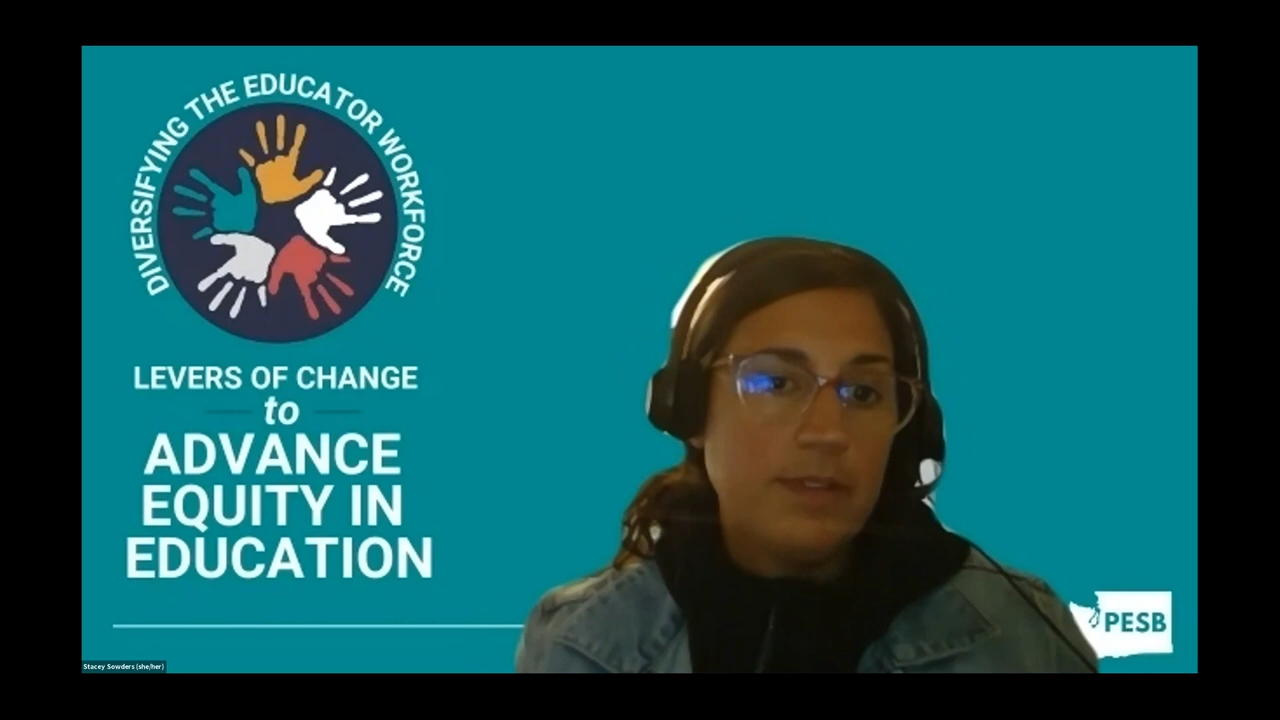 DIVERSIFYING THE EDUCATOR WORKFORCE
LEVERS OF CHANGE
to
ADVANCE
EQUITY IN
EDUCATION
PESB
Stacey Sowders (she/her)